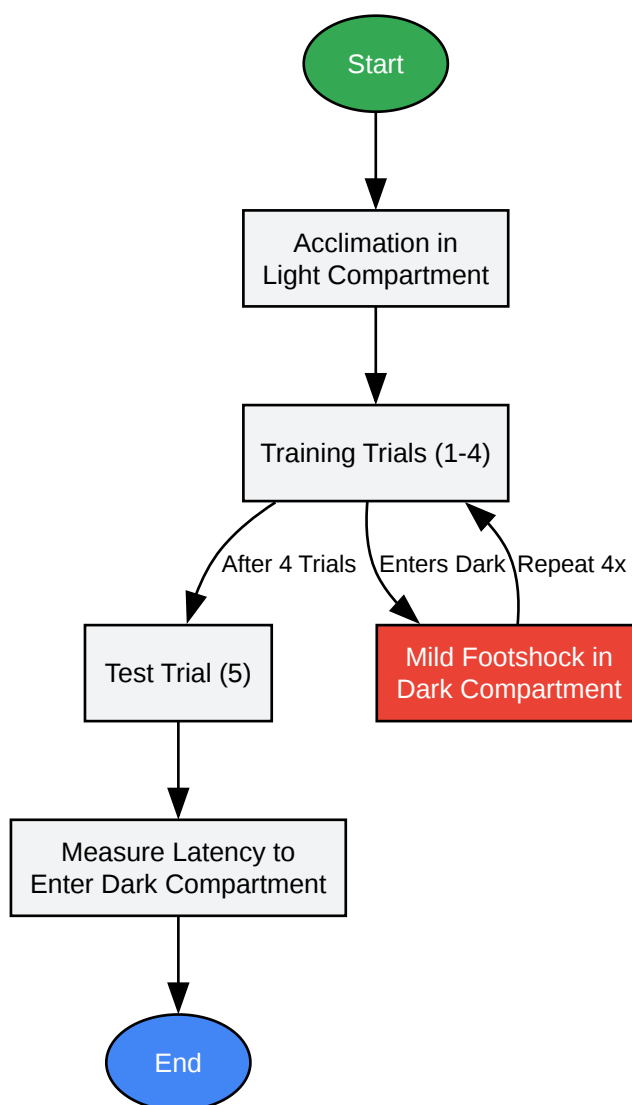 Start
Acclimation in
Light Compartment
Training Trials (1-4)
After 4 Trials
Enters Dark
Repeat 4x
Test Trial (5)
Mild Footshock in
Dark Compartment
Measure Latency to
Enter Dark Compartment
End